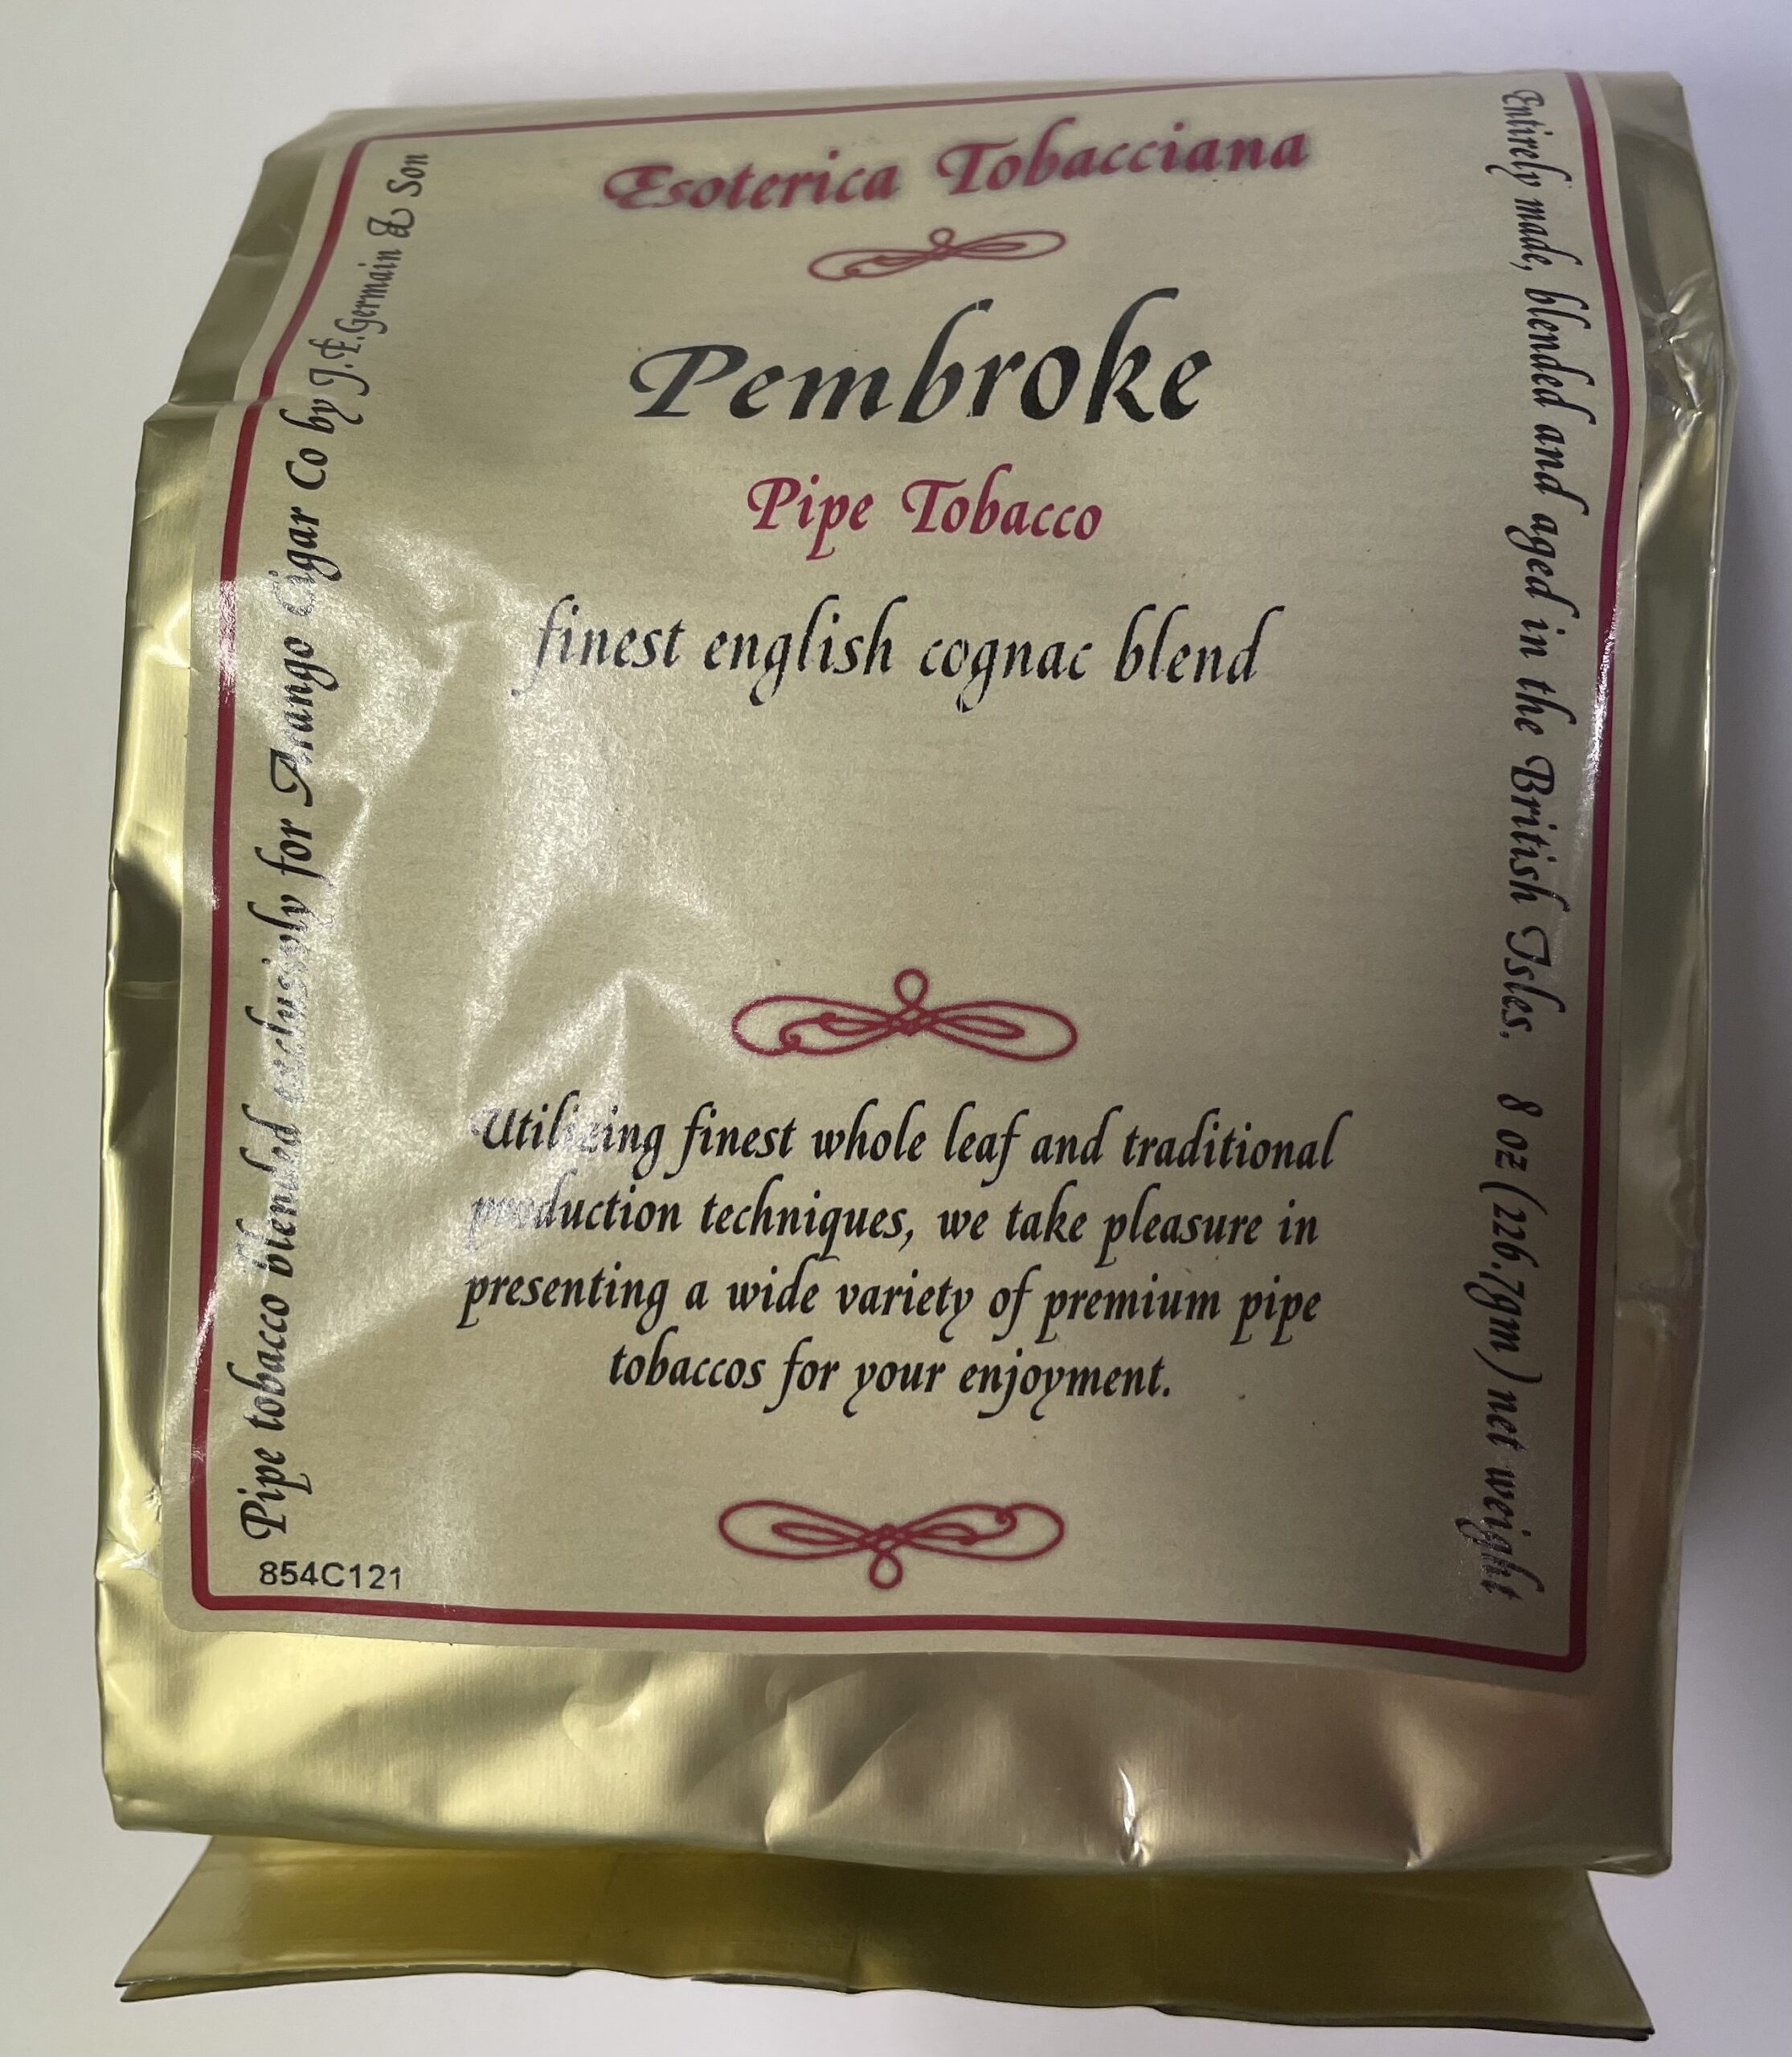 Esoterica Tobacciana
Pembroke
Pipe Tobacco
finest english cognac blend
Utilizing finest whole leaf and traditional
production techniques, we take pleasure in
presenting a wide variety of premium pipe
tobaccos for your enjoyment.
Pipe tobacco blended exclusivly for Arango Cigar Co by J.F.Germain & Son
Entirely made, blended and aged in the British Isles. 8 oz (226.7gm) net weight
854C121